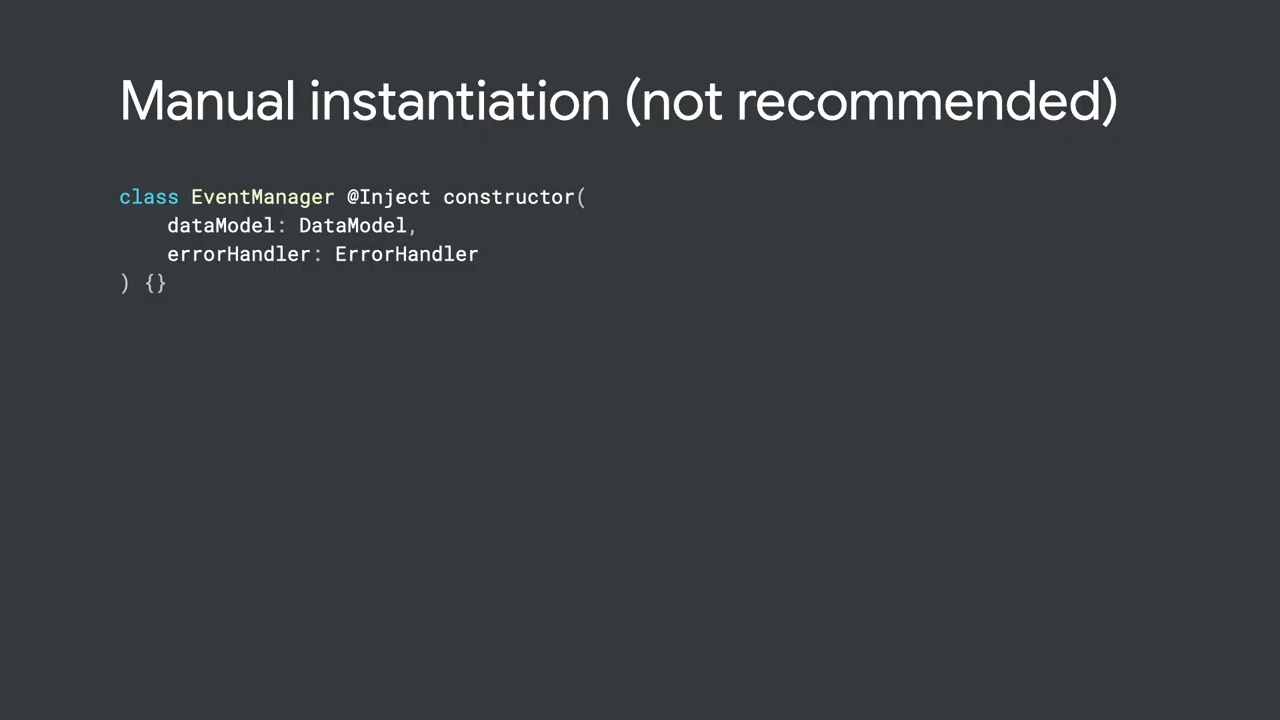 Manual instantiation (not recommended)
class EventManager @Inject constructor(
    dataModel: DataModel,
    errorHandler: ErrorHandler
) {}